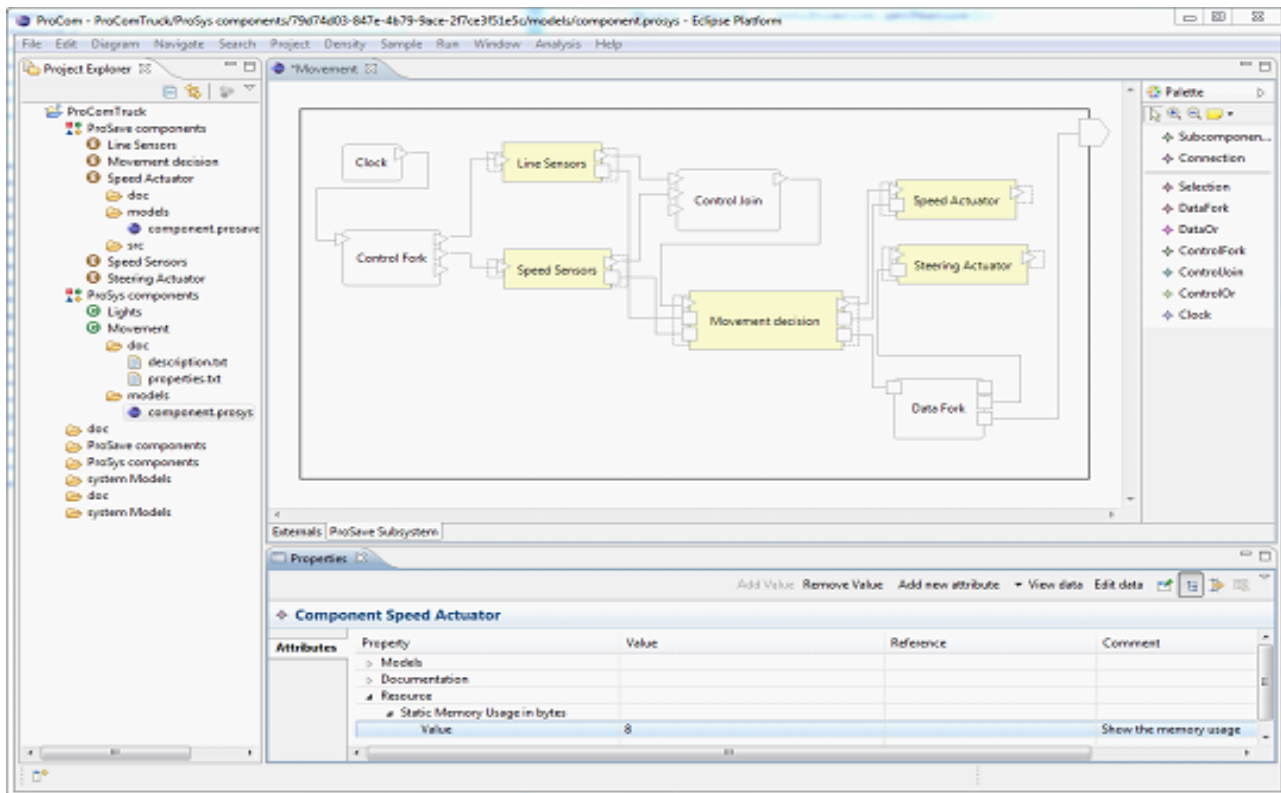 ProCom - ProComTruck/ProSys components/79d74d03-847e-4b79-9ace-2f7ce3f51e5c/models/component.prosys - Eclipse Platform
File Edit Diagram Navigate Search Project Density Sample Run Window Analysis Help
Project Explorer
ProComTruck
ProSave components
Line Sensors
Movement decision
Speed Actuator
doc
models
component.prosave
src
Speed Sensors
Steering Actuator
ProSys components
Lights
Movement
doc
description.txt
properties.txt
models
component.prosys
doc
ProSave components
ProSys components
system Models
doc
system Models
*Movement
Clock
Line Sensors
Control Join
Speed Actuator
Control Fork
Speed Sensors
Steering Actuator
Movement decision
Data Fork
Externals ProSave Subsystem
Palette
Subcomponen...
Connection
Selection
DataFork
DataOr
ControlFork
ControlJoin
ControlOr
Clock
Properties
Add Value Remove Value Add new attribute View data Edit data
Component Speed Actuator
Attributes
Property Value Reference Comment
Models
Documentation
Resource
Static Memory Usage in bytes
Value 8 Show the memory usage